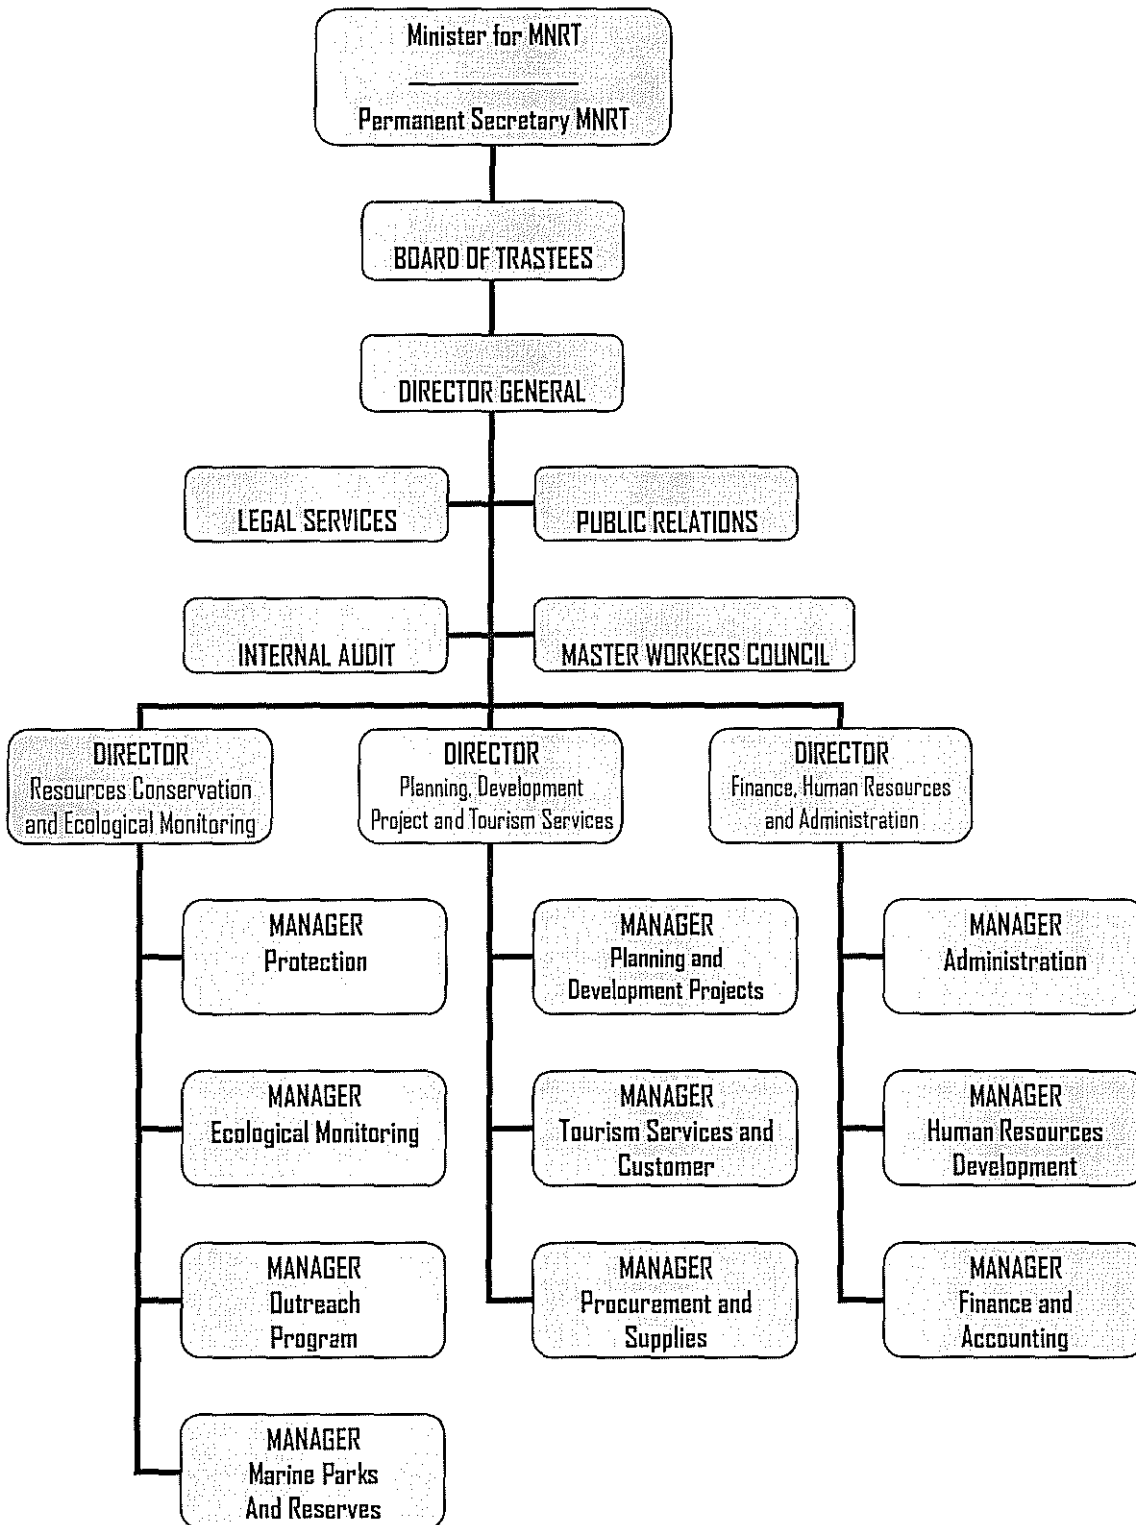 Minister for MNRT
Permanent Secretary MNRT
BOARD OF TRASTEES
DIRECTOR GENERAL
LEGAL SERVICES
PUBLIC RELATIONS
INTERNAL AUDIT
MASTER WORKERS COUNCIL
DIRECTOR
Resources Conservation
and Ecological Monitoring
DIRECTOR
Planning, Development
Project and Tourism Services
DIRECTOR
Finance, Human Resources
and Administration
MANAGER
Protection
MANAGER
Planning and
Development Projects
MANAGER
Administration
MANAGER
Ecological Monitoring
MANAGER
Tourism Services and
Customer
MANAGER
Human Resources
Development
MANAGER
Outreach
Program
MANAGER
Procurement and
Supplies
MANAGER
Finance and
Accounting
MANAGER
Marine Parks
And Reserves